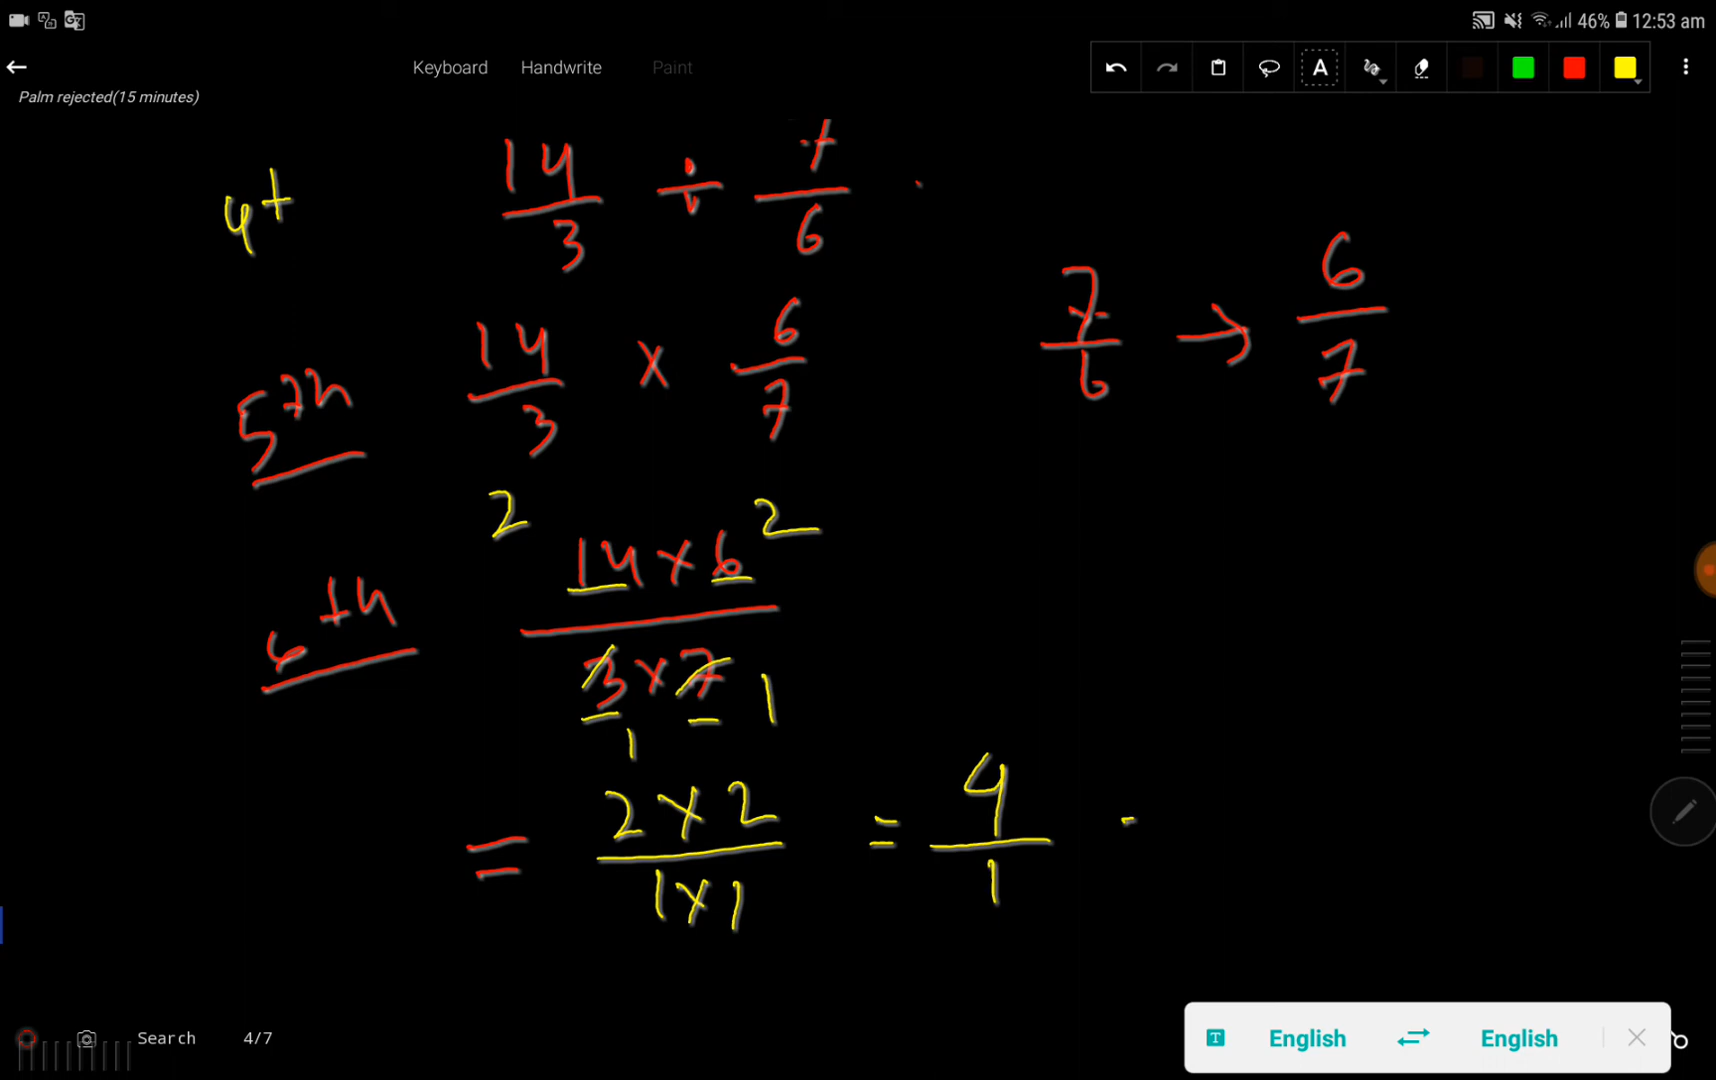 46% 12:53 am
Keyboard Handwrite Paint A
Palm rejected(15 minutes)
4t 14/3 ÷ 7/6
7/6 → 6/7
5th 14/3 x 6/7
2 2
6th 14 x 6 / 3 x 7 1
1
= 2 x 2 / 1 x 1 = 4/1 -
Search 4/7
T English English